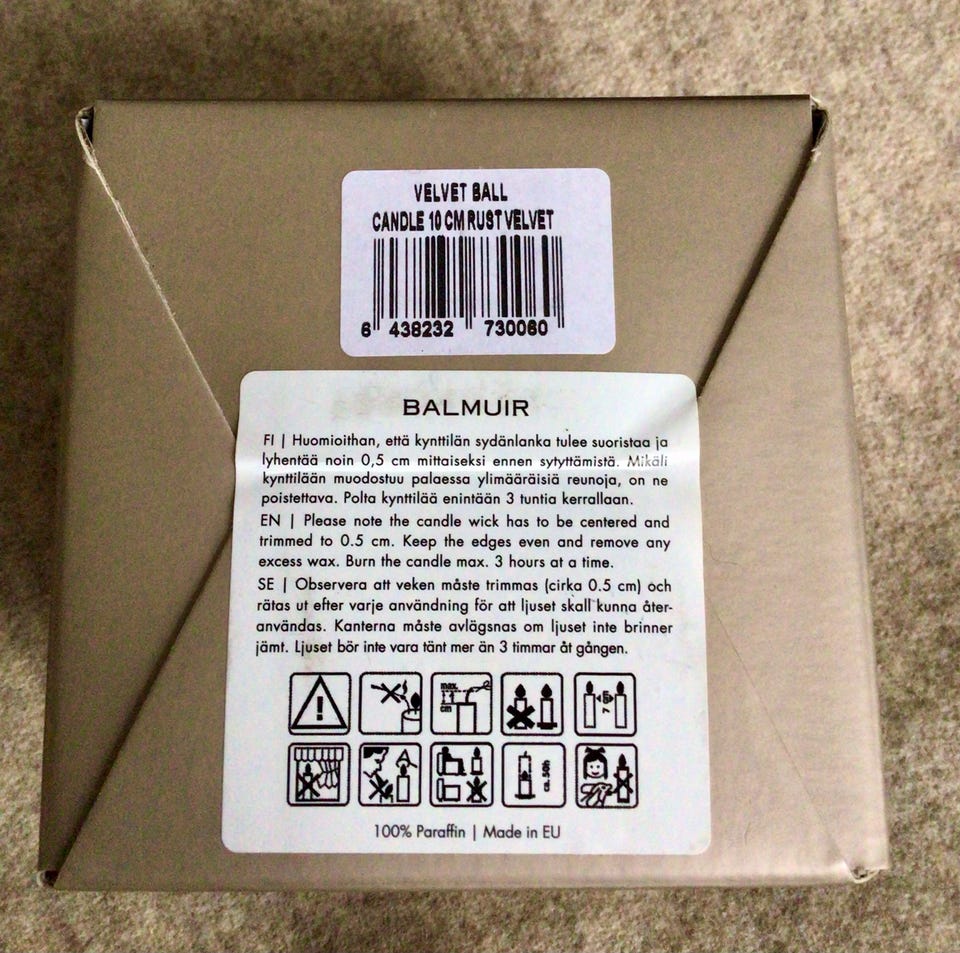 VELVET BALL
CANDLE 10 CM RUST VELVET
6 438232 730060
BALMUIR
FI | Huomioithan, että kynttilän sydänlanka tulee suoristaa ja
lyhentää noin 0,5 cm mittaiseksi ennen sytyttämistä. Mikäli
kynttilään muodostuu palaessa ylimääräisiä reunoja, on ne
poistettava. Polta kynttilää enintään 3 tuntia kerrallaan.
EN | Please note the candle wick has to be centered and
trimmed to 0.5 cm. Keep the edges even and remove any
excess wax. Burn the candle max. 3 hours at a time.
SE | Observera att veken måste trimmas (cirka 0.5 cm) och
rätas ut efter varje användning för att ljuset skall kunna åter-
användas. Kanterna måste avlägsnas om ljuset inte brinner
jämt. Ljuset bör inte vara tänt mer än 3 timmar åt gången.
max.
cm
100% Paraffin | Made in EU